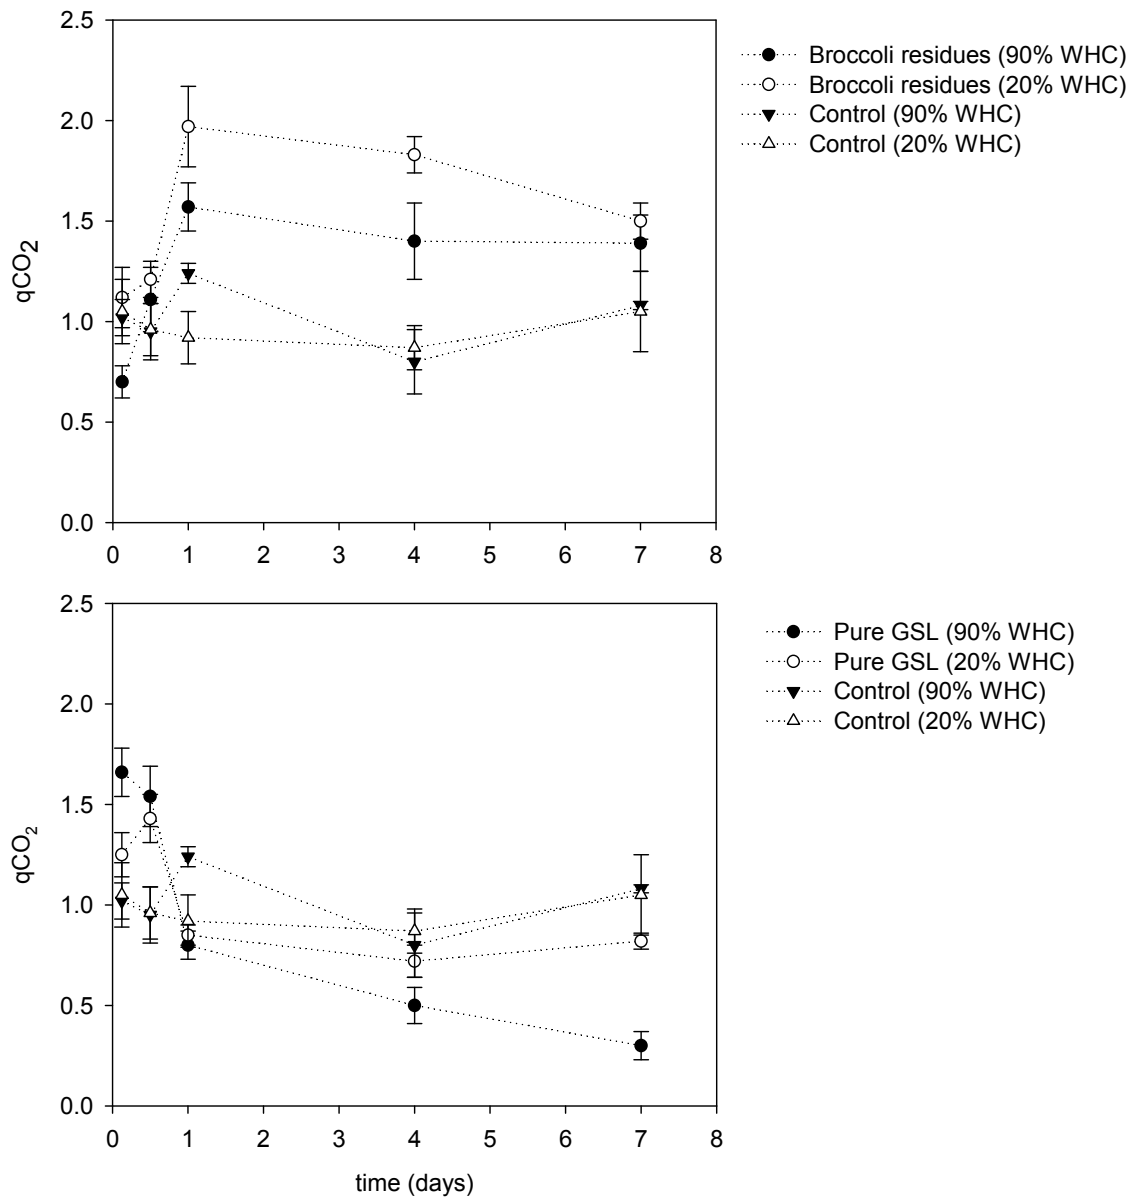 2.5
2.0
1.5
1.0
0.5
0.0
qCO2
0 1 2 3 4 5 6 7 8
Broccoli residues (90% WHC)
Broccoli residues (20% WHC)
Control (90% WHC)
Control (20% WHC)
2.5
2.0
1.5
1.0
0.5
0.0
qCO₂
0 1 2 3 4 5 6 7 8
time (days)
Pure GSL (90% WHC)
Pure GSL (20% WHC)
Control (90% WHC)
Control (20% WHC)